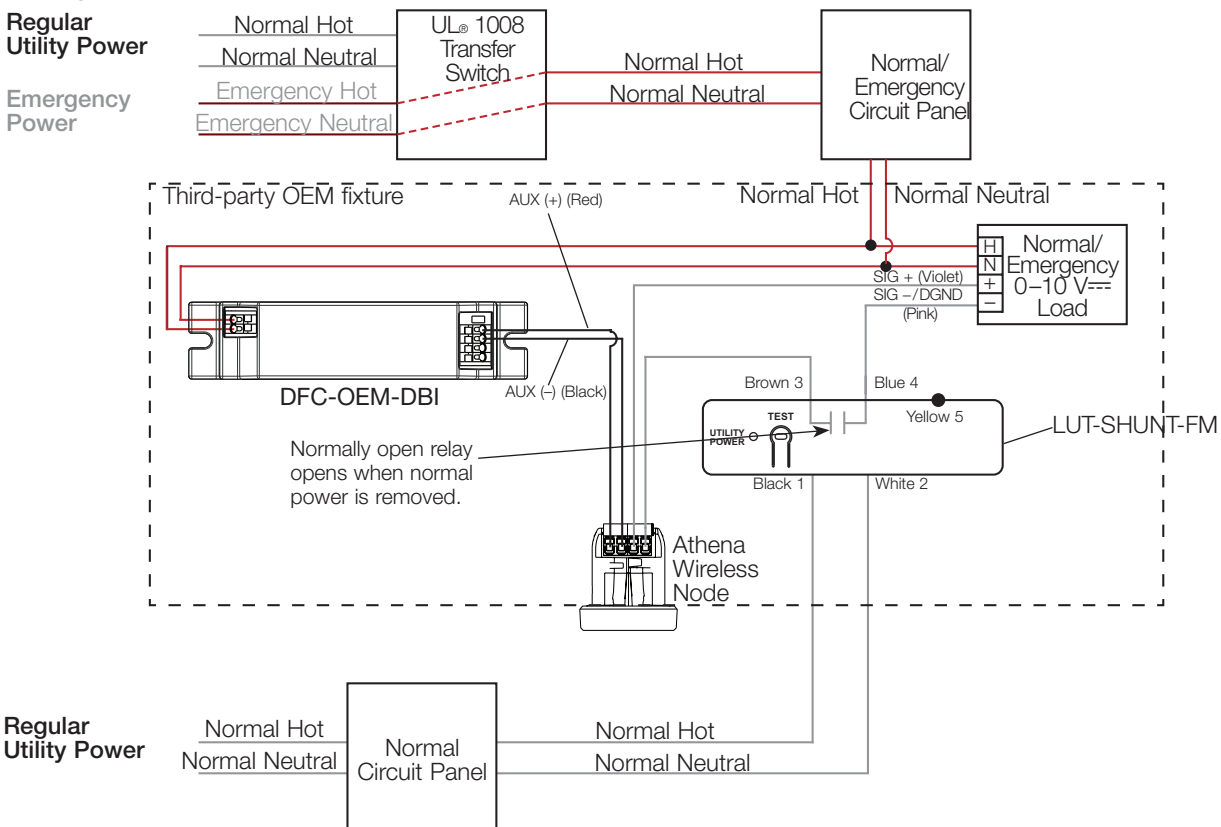 Regular
Utility Power
Normal Hot
Normal Neutral
Emergency
Power
Emergency Hot
Emergency Neutral
UL® 1008
Transfer
Switch
Normal Hot
Normal Neutral
Normal/
Emergency
Circuit Panel
Third-party OEM fixture
AUX (+) (Red)
Normal Hot
Normal Neutral
H
N
+
–
Normal/
Emergency
0–10 V⎓
Load
SIG + (Violet)
SIG –/DGND
(Pink)
DFC-OEM-DBI
AUX (–) (Black)
Brown 3
Blue 4
Yellow 5
TEST
UTILITY
POWER
LUT-SHUNT-FM
Normally open relay
opens when normal
power is removed.
Black 1
White 2
Athena
Wireless
Node
Regular
Utility Power
Normal Hot
Normal Neutral
Normal
Circuit Panel
Normal Hot
Normal Neutral